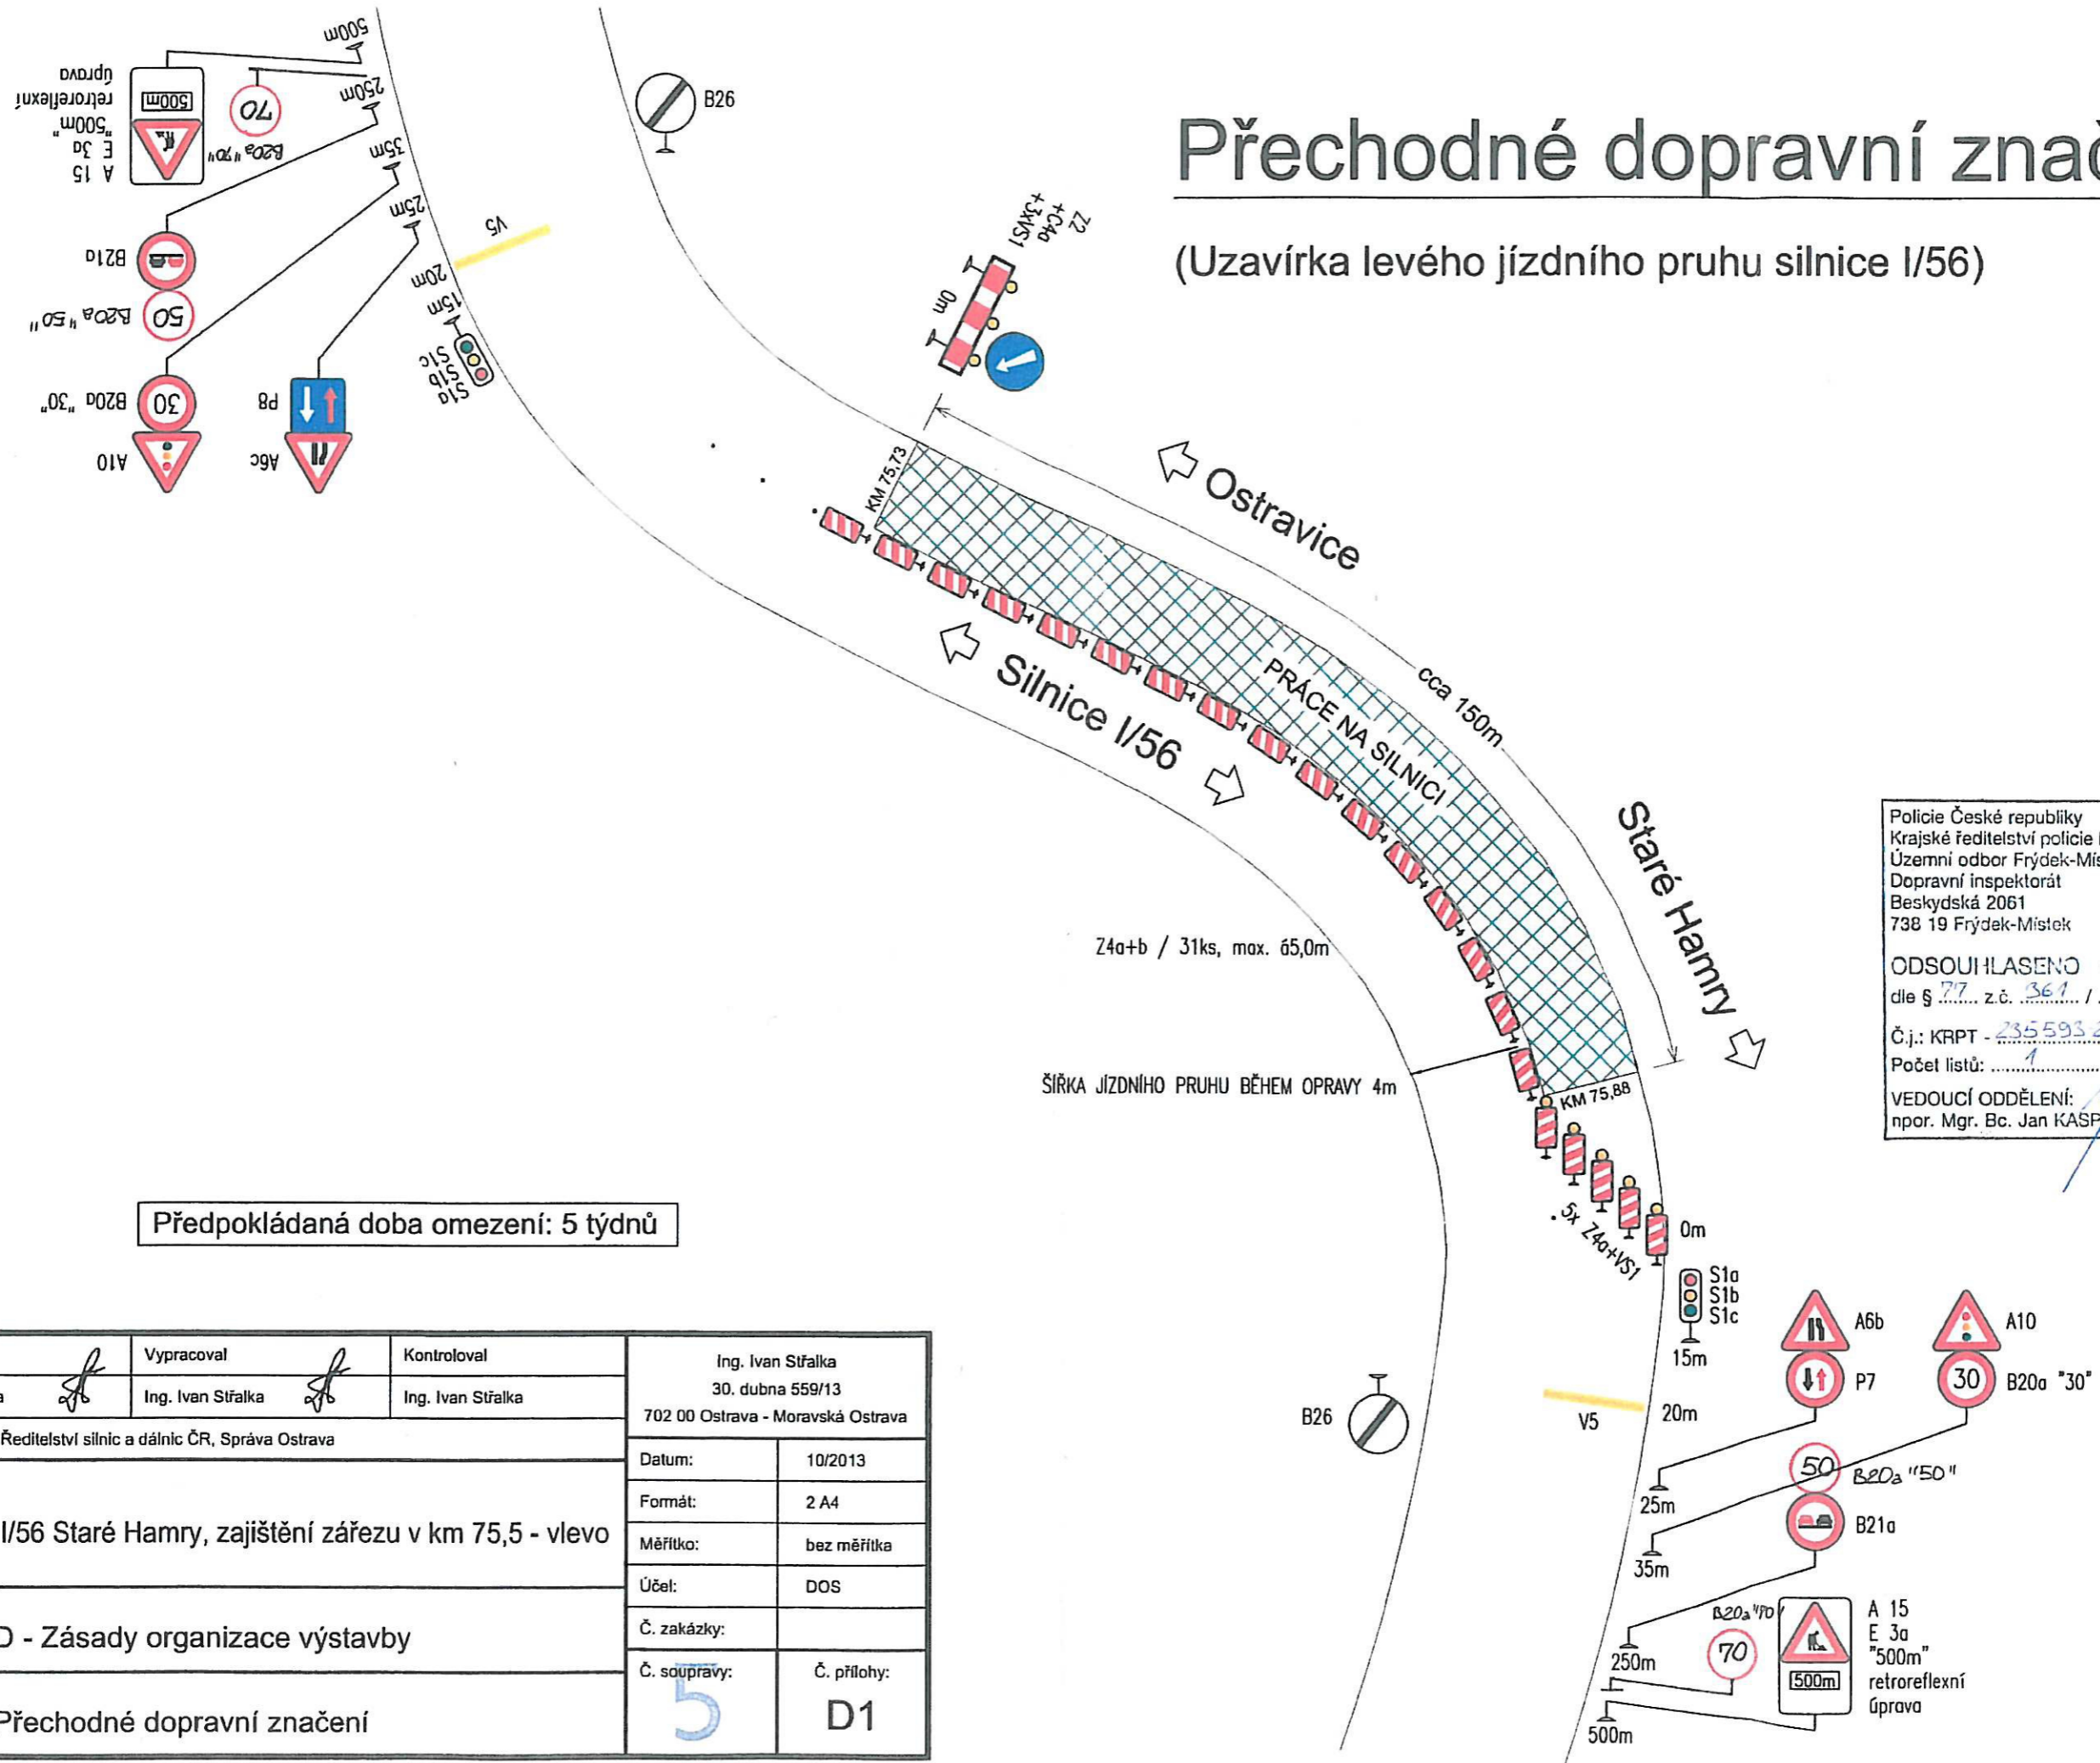 Přechodné dopravní znač
(Uzavírka levého jízdního pruhu silnice I/56)
500m
250m
35m
25m
20m
15m
A 15
E 3a
"500m"
retroreflexní
úprava
500m
70
B20a "70"
B21a
50
B20a "50"
30
B20a "30"
A10
P8
A6c
V5
S1a
S1b
S1c
B26
Z2
+C4a
+3xVS1
0m
KM 75,73
Ostravice
Silnice I/56
PRÁCE NA SILNICI
cca 150m
Staré Hamry
Z4a+b / 31ks, max. á5,0m
ŠÍŘKA JÍZDNÍHO PRUHU BĚHEM OPRAVY 4m
KM 75,88
5x Z4a+VS1
0m
S1a
S1b
S1c
15m
A6b
P7
A10
30
B20a "30"
V5
20m
B26
25m
50
B20a "50"
B21a
35m
250m
B20a "70
70
500m
A 15
E 3a
"500m"
retroreflexní
úprava
500m
Policie České republiky
Krajské ředitelství policie
Územní odbor Frýdek-Mís
Dopravní inspektorát
Beskydská 2061
738 19 Frýdek-Místek
ODSOUHLASENO
dle § 77 z.č. 361 /
Č.j.: KRPT - 235593-2
Počet listů: 1
VEDOUCÍ ODDĚLENÍ:
npor. Mgr. Bc. Jan KAŠP
Předpokládaná doba omezení: 5 týdnů
Vypracoval
Kontroloval
a
Ing. Ivan Střalka
Ing. Ivan Střalka
Ředitelství silnic a dálnic ČR, Správa Ostrava
I/56 Staré Hamry, zajištění zářezu v km 75,5 - vlevo
D - Zásady organizace výstavby
Přechodné dopravní značení
Ing. Ivan Střalka
30. dubna 559/13
702 00 Ostrava - Moravská Ostrava
Datum: 10/2013
Formát: 2 A4
Měřítko: bez měřítka
Účel: DOS
Č. zakázky:
Č. soupravy: 5
Č. přílohy: D1